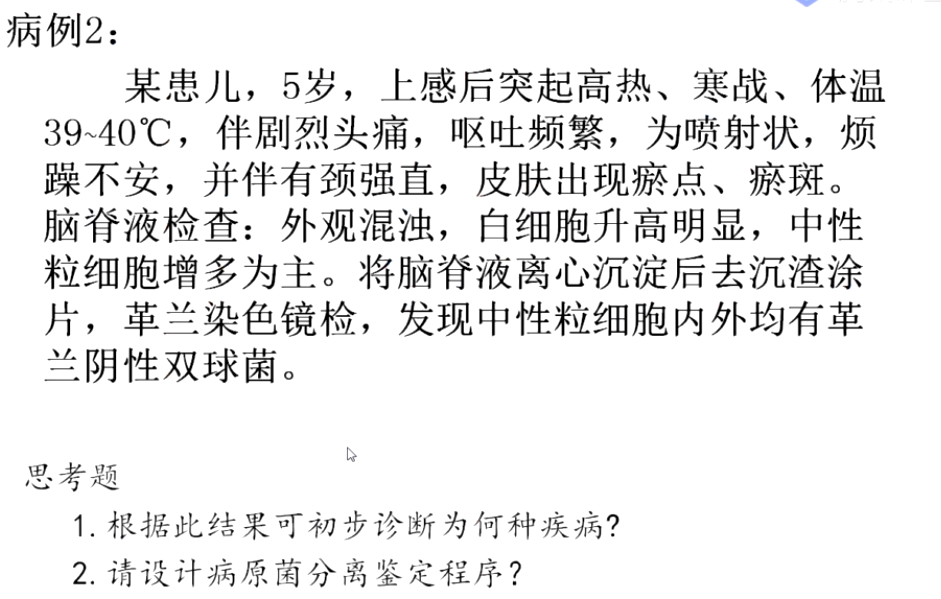 病例2：
某患儿，5岁，上感后突起高热、寒战、体温
39~40℃，伴剧烈头痛，呕吐频繁，为喷射状，烦
躁不安，并伴有颈强直，皮肤出现瘀点、瘀斑。
脑脊液检查：外观混浊，白细胞升高明显，中性
粒细胞增多为主。将脑脊液离心沉淀后去沉渣涂
片，革兰染色镜检，发现中性粒细胞内外均有革
兰阴性双球菌。
思考题
1.根据此结果可初步诊断为何种疾病?
2.请设计病原菌分离鉴定程序？